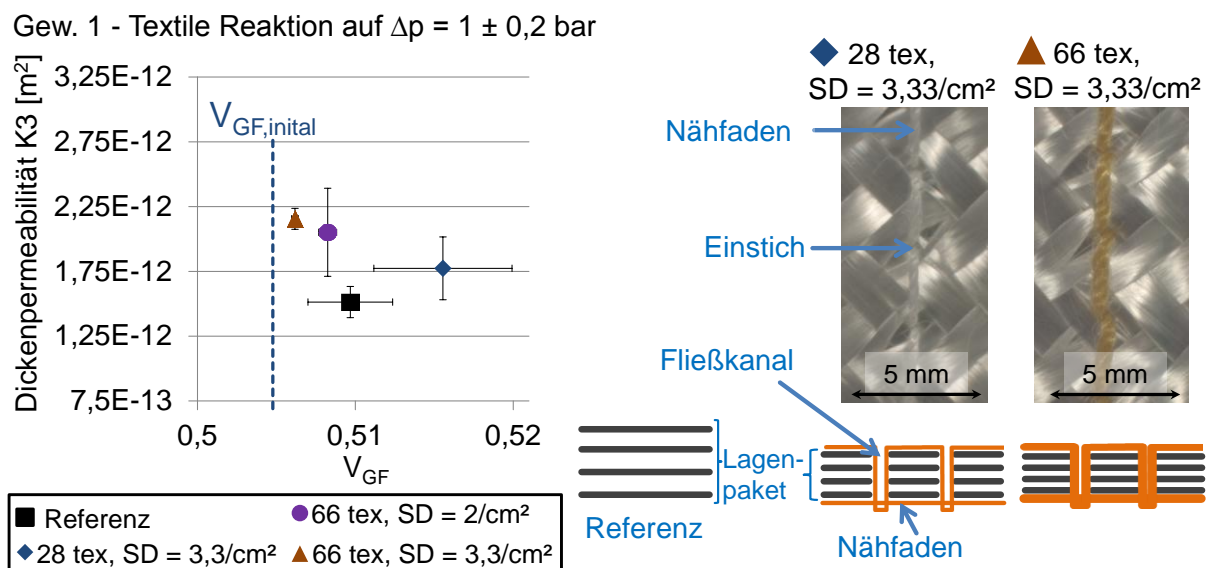 Gew. 1 - Textile Reaktion auf Δp = 1 ± 0,2 bar
Dickenpermeabilität K3 [m²]
3,25E-12
2,75E-12
2,25E-12
1,75E-12
1,25E-12
7,5E-13
V_GF,inital
0,5
0,51
0,52
V_GF
Referenz
66 tex, SD = 2/cm²
28 tex, SD = 3,3/cm²
66 tex, SD = 3,3/cm²
28 tex,
SD = 3,33/cm²
66 tex,
SD = 3,33/cm²
Nähfaden
Einstich
Fließkanal
5 mm
5 mm
Lagen-
paket
Referenz
Nähfaden